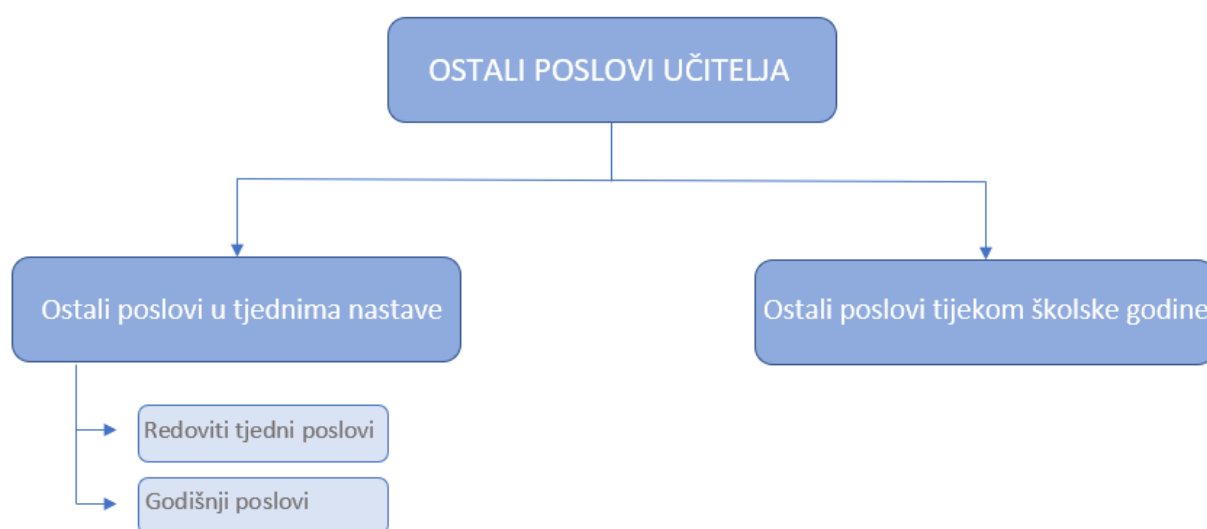 OSTALI POSLOVI UČITELJA
Ostali poslovi u tjednima nastave
Ostali poslovi tijekom školske godine
Redoviti tjedni poslovi
Godišnji poslovi